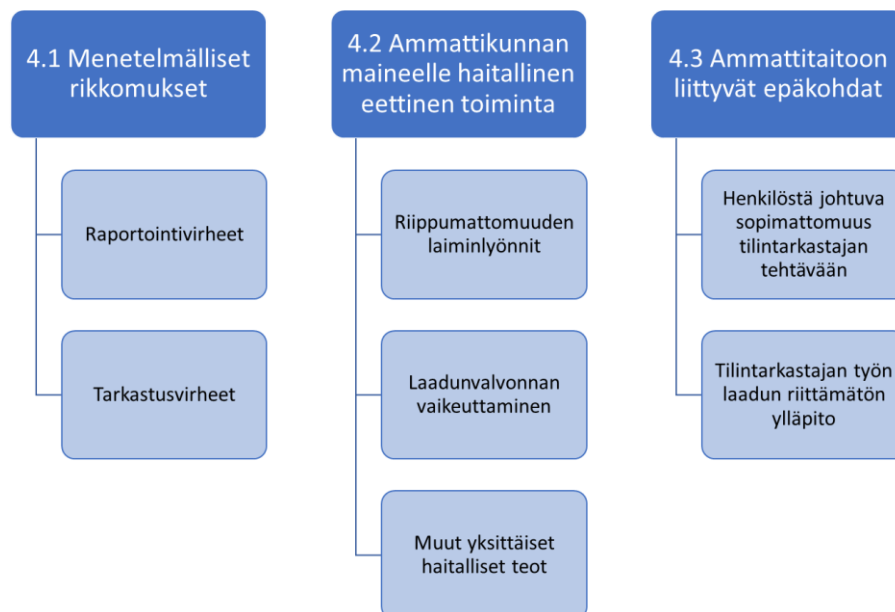 4.1 Menetelmälliset
rikkomukset
Raportointivirheet
Tarkastusvirheet
4.2 Ammattikunnan
maineelle haitallinen
eettinen toiminta
Riippumattomuuden
laiminlyönnit
Laadunvalvonnan
vaikeuttaminen
Muut yksittäiset
haitalliset teot
4.3 Ammattitaitoon
liittyvät epäkohdat
Henkilöstä johtuva
sopimattomuus
tilintarkastajan
tehtävään
Tilintarkastajan työn
laadun riittämätön
ylläpito